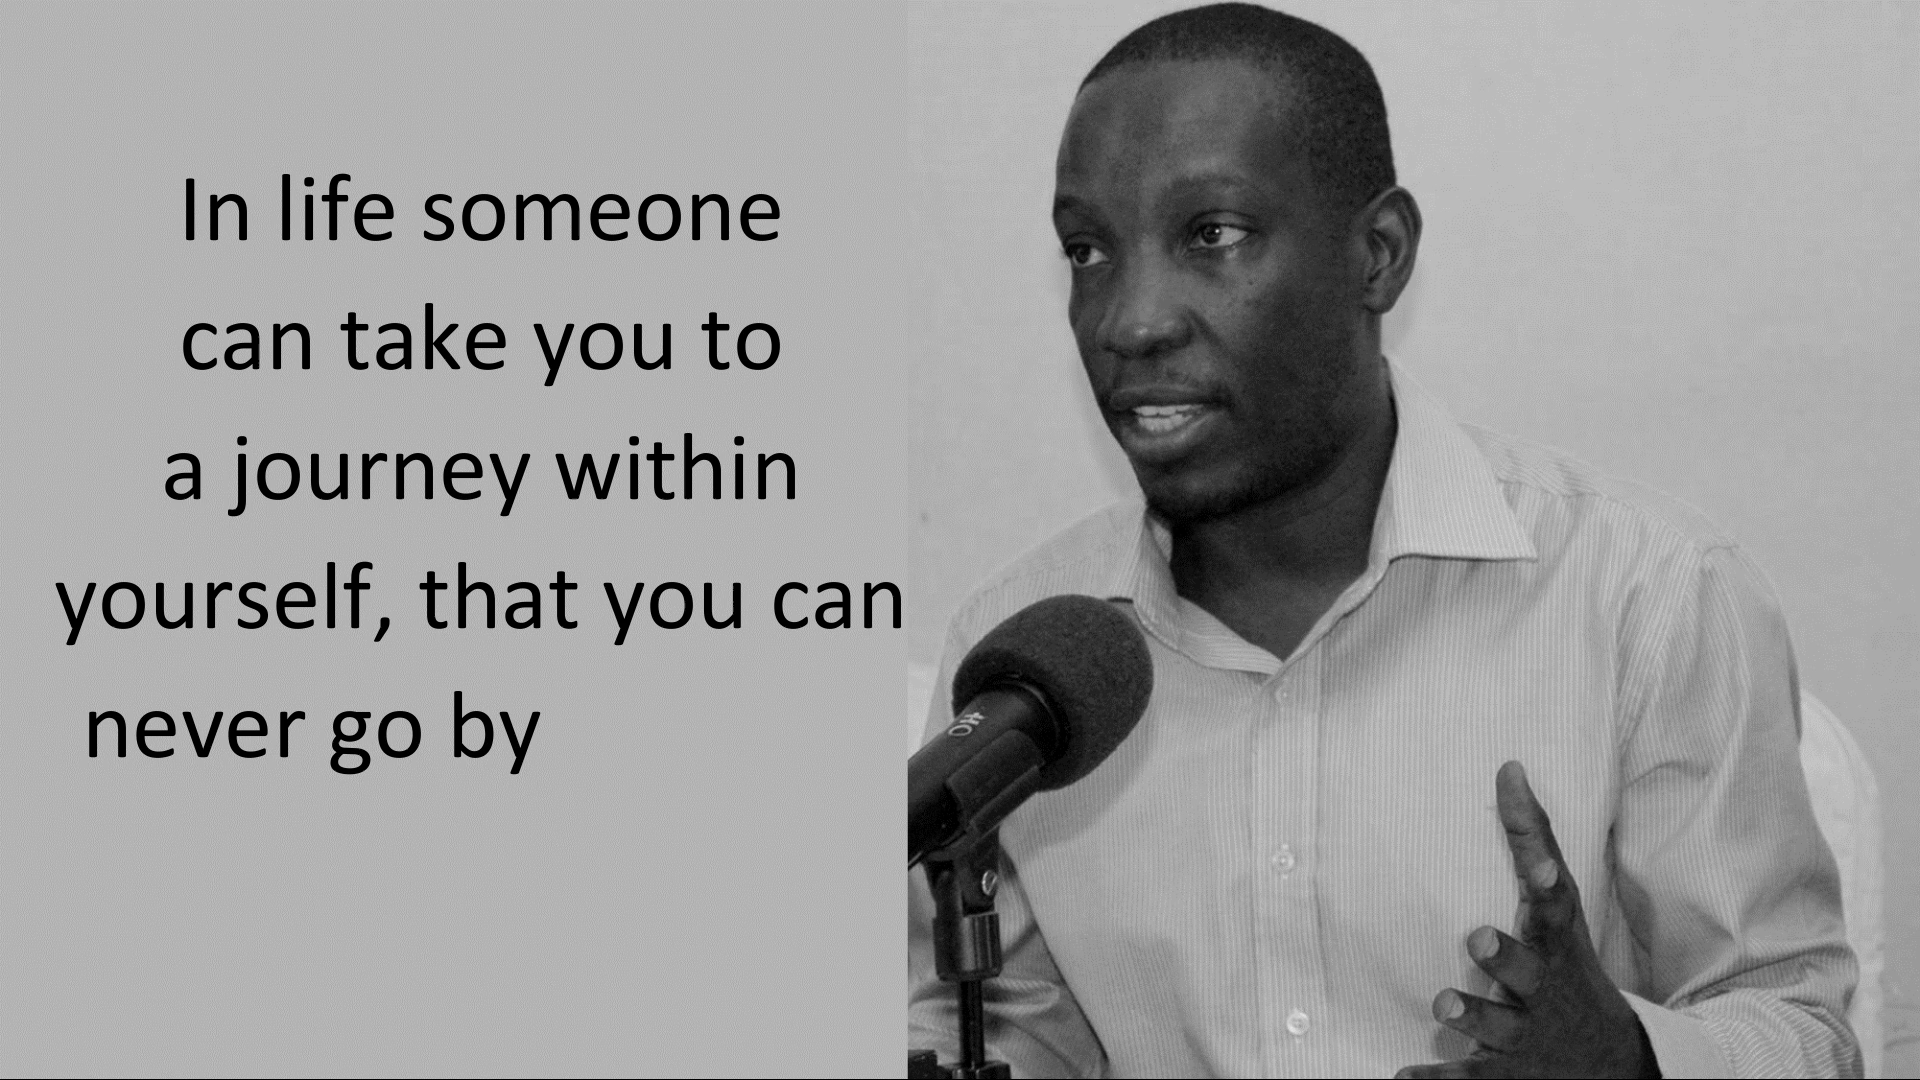 In life someone
can take you to
a journey within
yourself, that you can
never go by